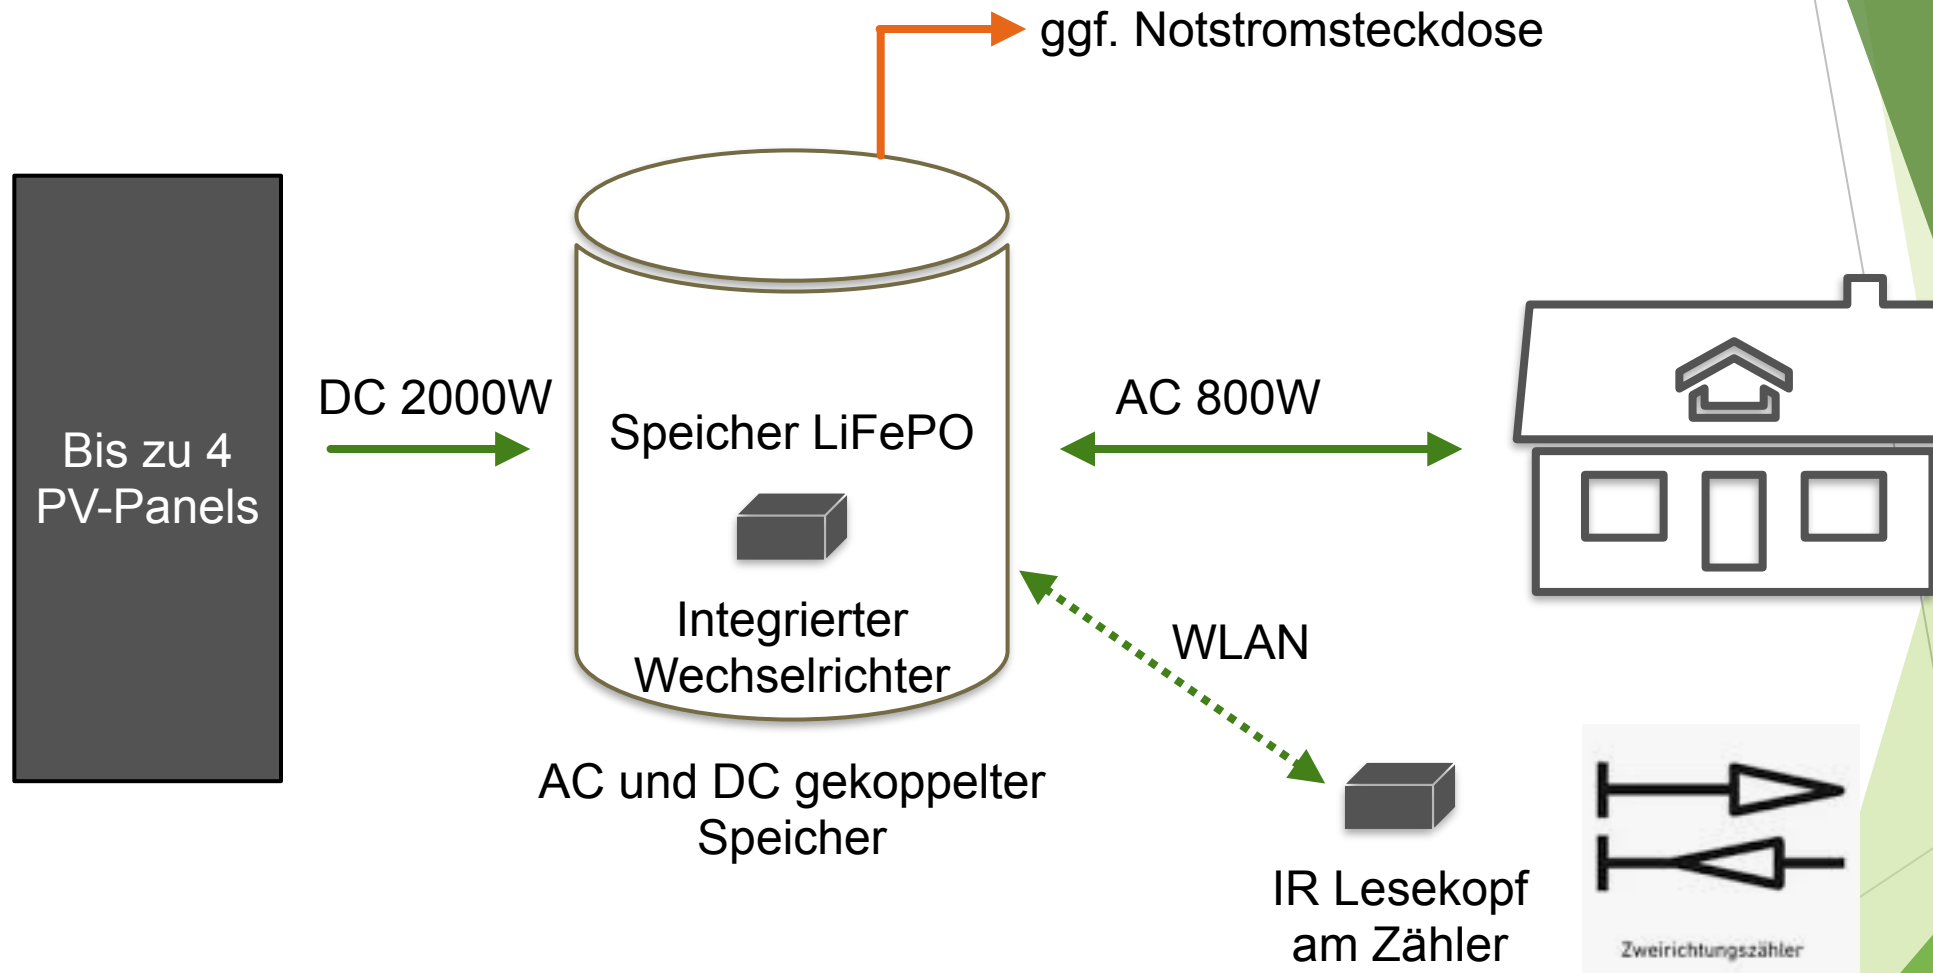 ggf. Notstromsteckdose
Bis zu 4
PV-Panels
DC 2000W
Speicher LiFePO
Integrierter
Wechselrichter
AC 800W
WLAN
AC und DC gekoppelter
Speicher
IR Lesekopf
am Zähler
Zweirichtungszähler